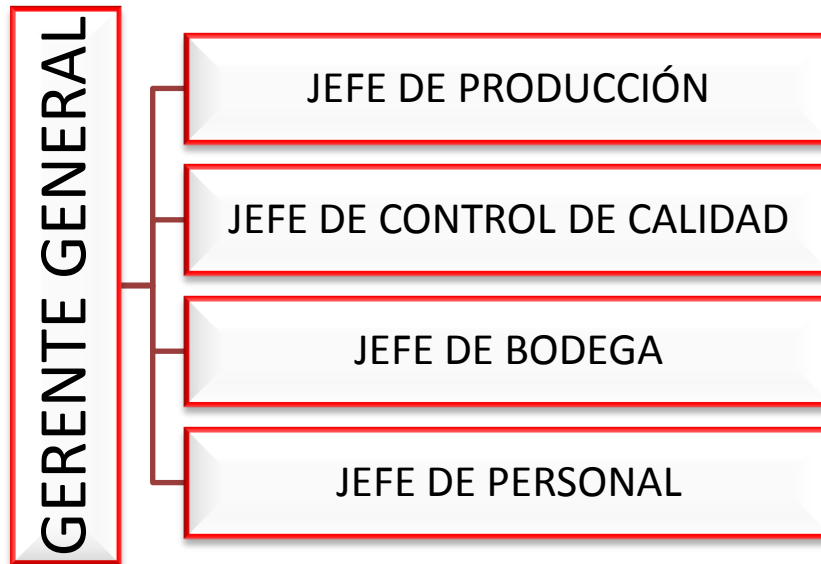 GERENTE GENERAL
JEFE DE PRODUCCIÓN
JEFE DE CONTROL DE CALIDAD
JEFE DE BODEGA
JEFE DE PERSONAL